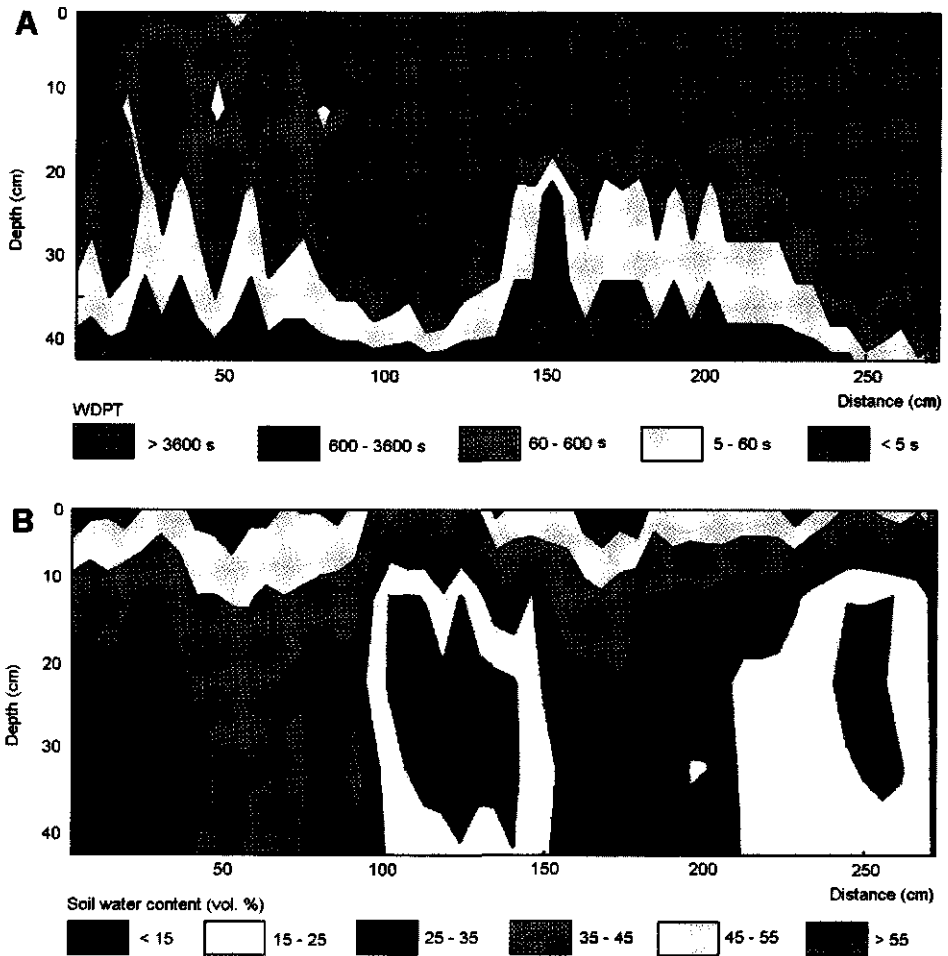 A
0
10
20
30
40
Depth (cm)
50
100
150
200
250
Distance (cm)
WDPT
> 3600 s
600 - 3600 s
60 - 600 s
5 - 60 s
< 5 s
B
0
10
20
30
40
Depth (cm)
50
100
150
200
250
Distance (cm)
Soil water content (vol. %)
< 15
15 - 25
25 - 35
35 - 45
45 - 55
> 55